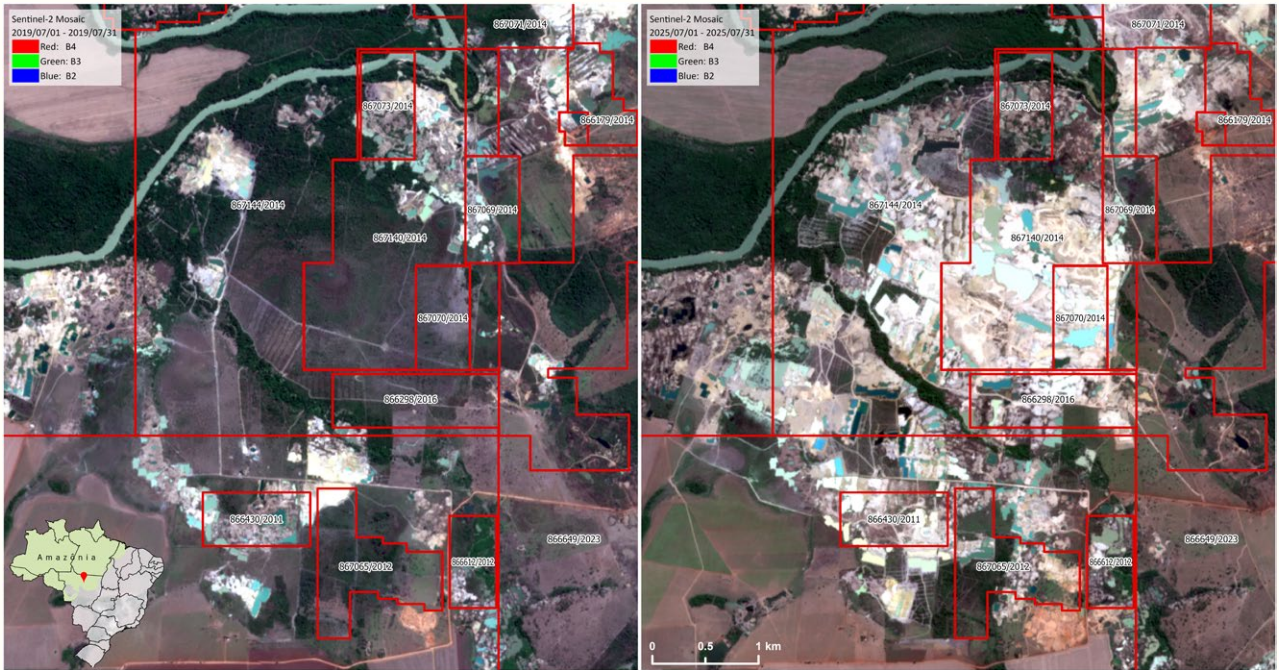 Sentinel-2 Mosaic
2019/07/01 - 2019/07/31
Red: B4
Green: B3
Blue: B2
867071/2014
867073/2014
866179/2014
867144/2014
867069/2014
867140/2014
867070/2014
866298/2016
866430/2011
867065/2012
866612/2012
866649/2023
Amazônia
Sentinel-2 Mosaic
2025/07/01 - 2025/07/31
Red: B4
Green: B3
Blue: B2
867071/2014
867073/2014
866179/2014
867144/2014
867069/2014
867140/2014
867070/2014
866298/2016
866430/2011
867065/2012
866612/2012
866649/2023
0 0.5 1 km